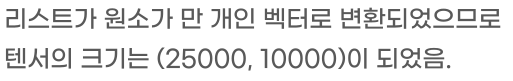 리스트가 원소가 만 개인 벡터로 변환되었으므로
텐서의 크기는 (25000, 10000)이 되었음.